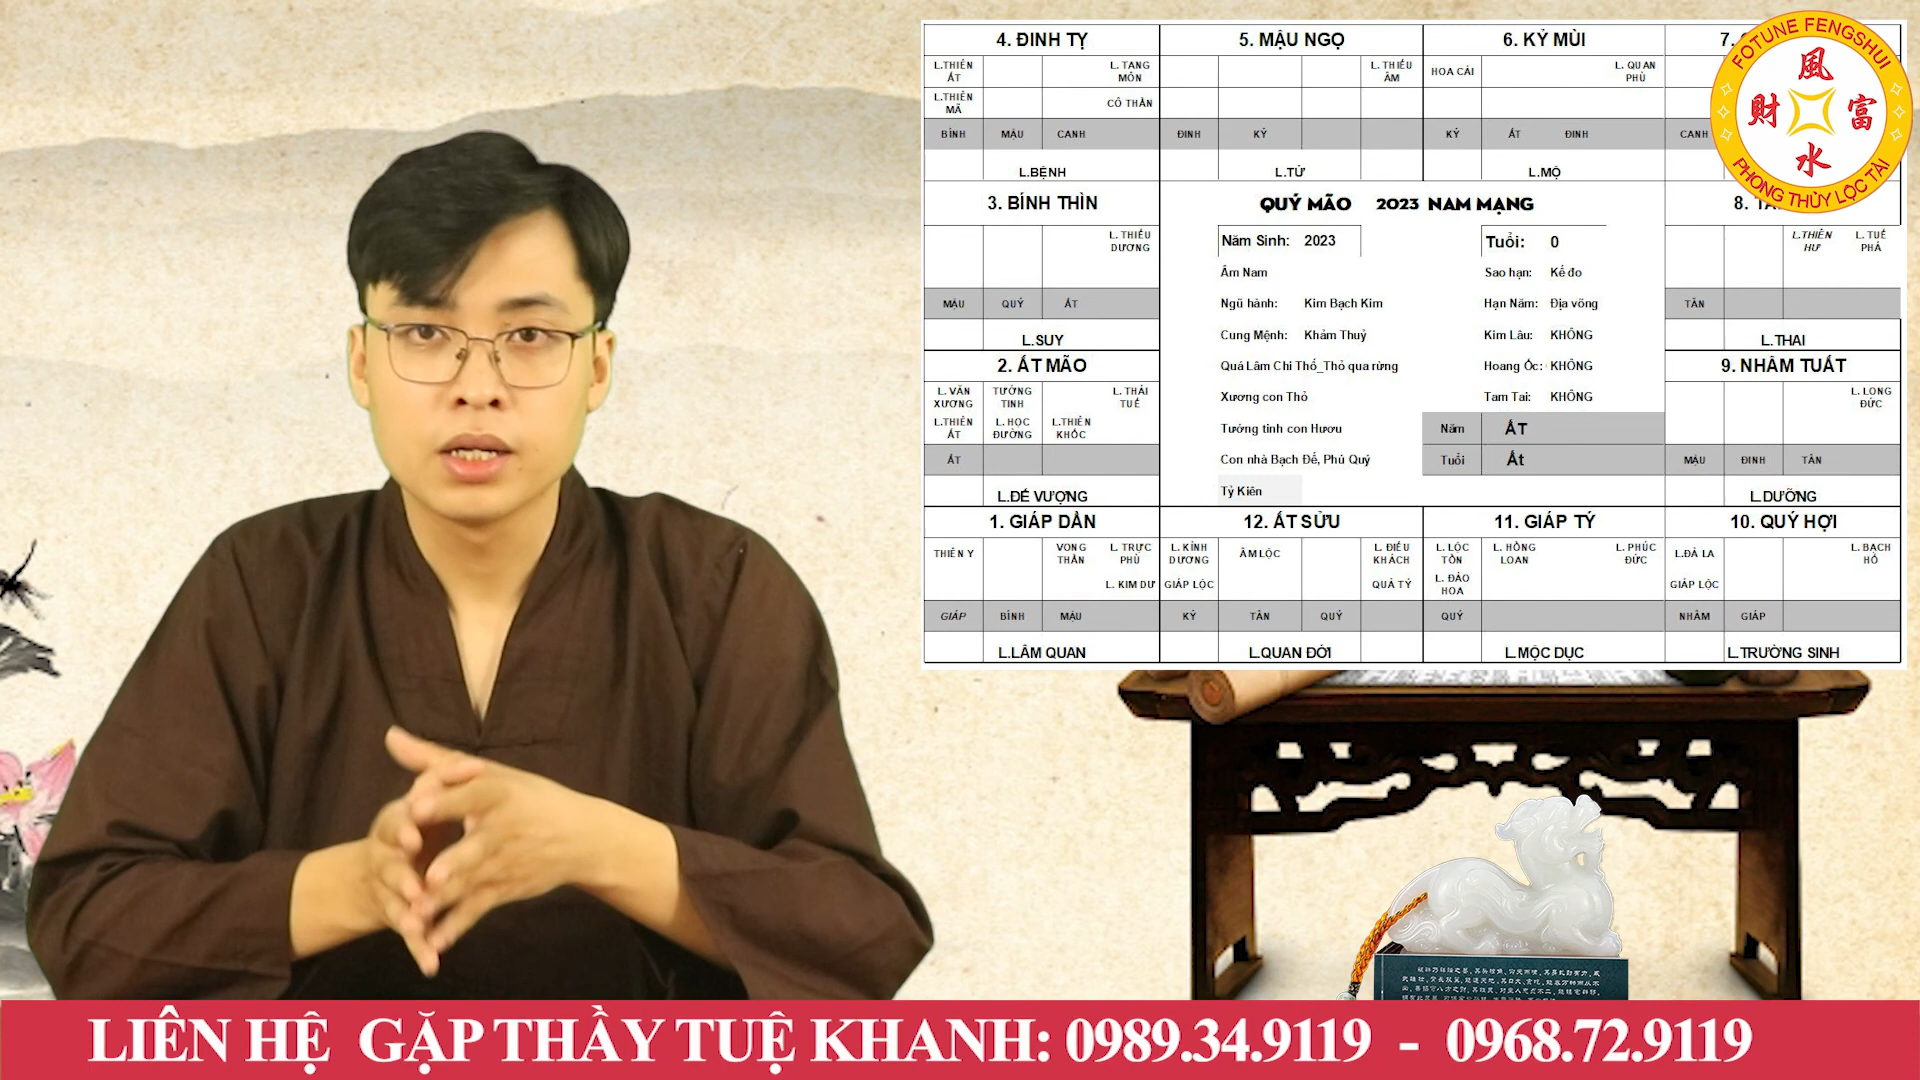 4. ĐINH TỴ
L.THIÊN ẤT
L. TANG MÔN
L.THIÊN MÃ
CÔ THẦN
BÍNH MẬU CANH
L.BỆNH
5. MẬU NGỌ
L. THIẾU ÂM
ĐINH KỶ
L.TỬ
6. KỶ MÙI
HOA CÁI
L. QUAN PHÙ
KỶ ẤT ĐINH
L.MỘ
7.
CANH
FOTUNE FENGSHUI
風
財 富
水
PHONG THỦY LỘC TÀI
3. BÍNH THÌN
L. THIẾU DƯƠNG
MẬU QUÝ ẤT
L.SUY
QUÝ MÃO 2023 NAM MẠNG
Năm Sinh: 2023
Tuổi: 0
Âm Nam
Sao hạn: Kế đo
Ngũ hành: Kim Bạch Kim
Hạn Năm: Địa võng
Cung Mệnh: Khảm Thuỷ
Kim Lâu: KHÔNG
Quá Lâm Chi Thố_Thỏ qua rừng
Hoang Ốc: KHÔNG
Xương con Thỏ
Tam Tai: KHÔNG
Tướng tinh con Hươu
Năm ẤT
Con nhà Bạch Đế, Phú Quý
Tuổi Ất
Tỷ Kiên
8.
L.THIÊN HƯ
L. TUẾ PHÁ
TÂN
L.THAI
2. ẤT MÃO
L. VĂN XƯƠNG
TƯỚNG TINH
L. THÁI TUẾ
L.THIÊN ẤT
L. HỌC ĐƯỜNG
L.THIÊN KHỐC
ẤT
L.ĐẾ VƯỢNG
9. NHÂM TUẤT
L. LONG ĐỨC
MẬU ĐINH TÂN
L.DƯỠNG
1. GIÁP DẦN
THIÊN Y
VONG THẦN
L. TRỰC PHÙ
L. KIM DƯ
GIÁP BÍNH MẬU
L.LÂM QUAN
12. ẤT SỬU
L. KÌNH DƯƠNG
ÂM LỘC
L. ĐIẾU KHÁCH
GIÁP LỘC
QUẢ TÚ
KỶ TÂN QUÝ
L.QUAN ĐỚI
11. GIÁP TÝ
L. LỘC TỒN
L. HỒNG LOAN
L. PHÚC ĐỨC
L. ĐÀO HOA
QUÝ
L.MỘC DỤC
10. QUÝ HỢI
L.ĐÀ LA
L. BẠCH HỔ
GIÁP LỘC
NHÂM GIÁP
L.TRƯỜNG SINH
LIÊN HỆ GẶP THẦY TUỆ KHANH: 0989.34.9119 - 0968.72.9119